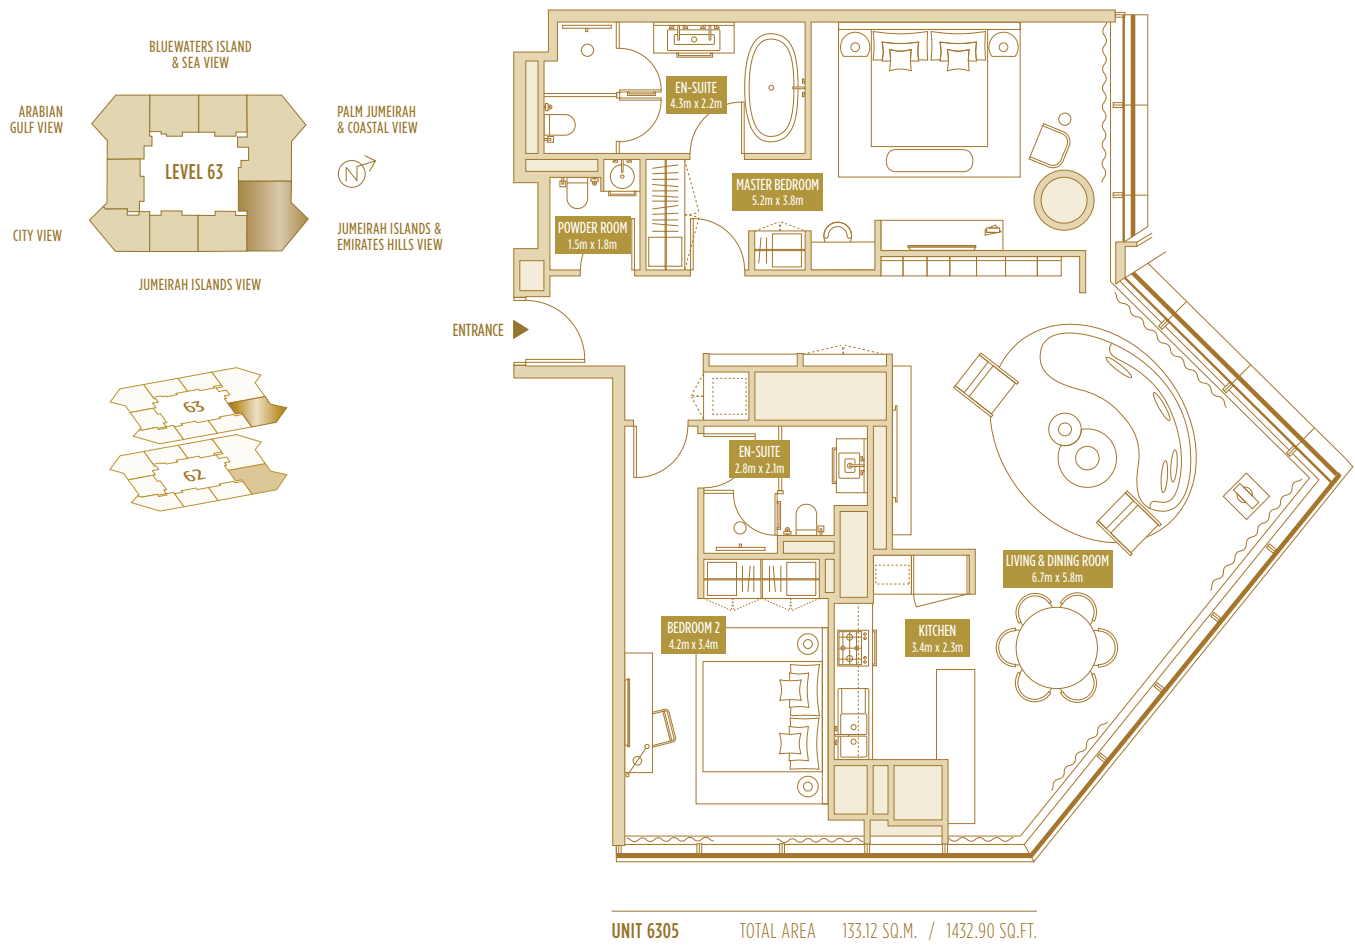 BLUEWATERS ISLAND
& SEA VIEW
ARABIAN
GULF VIEW
PALM JUMEIRAH
& COASTAL VIEW
LEVEL 63
N
CITY VIEW
JUMEIRAH ISLANDS &
EMIRATES HILLS VIEW
JUMEIRAH ISLANDS VIEW
63
62
ENTRANCE
EN-SUITE
4.3m x 2.2m
MASTER BEDROOM
5.2m x 3.8m
POWDER ROOM
1.5m x 1.8m
EN-SUITE
2.8m x 2.1m
LIVING & DINING ROOM
6.7m x 5.8m
BEDROOM 2
4.2m x 3.4m
KITCHEN
3.4m x 2.3m
UNIT 6305 TOTAL AREA 133.12 SQ.M. / 1432.90 SQ.FT.